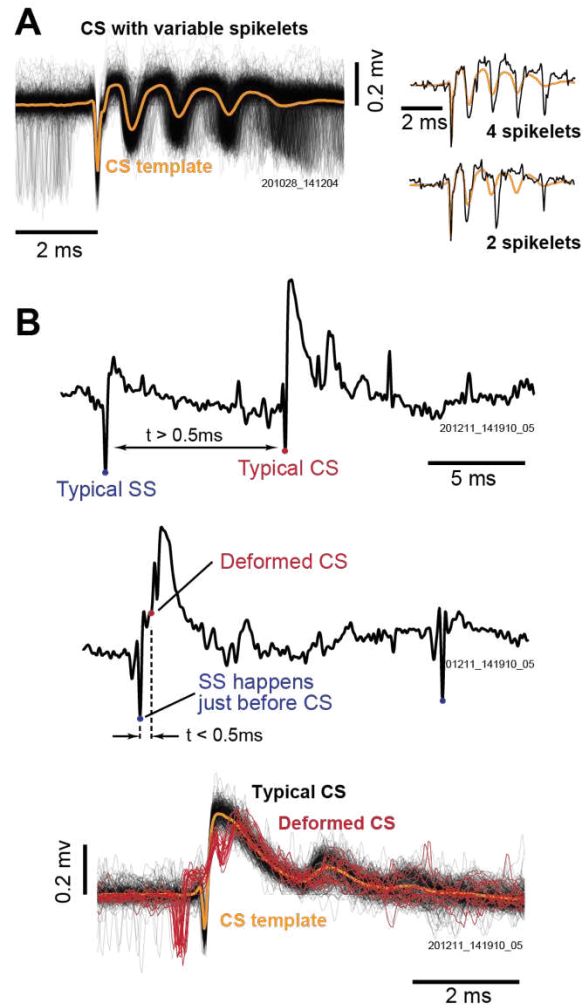 A
CS with variable spikelets
0.2 mv
CS template
201028_141204
2 ms
2 ms
4 spikelets
2 spikelets
B
t > 0.5ms
201211_141910_05
Typical SS
Typical CS
5 ms
Deformed CS
01211_141910_05
SS happens
just before CS
t < 0.5ms
Typical CS
Deformed CS
0.2 mv
CS template
201211_141910_05
2 ms